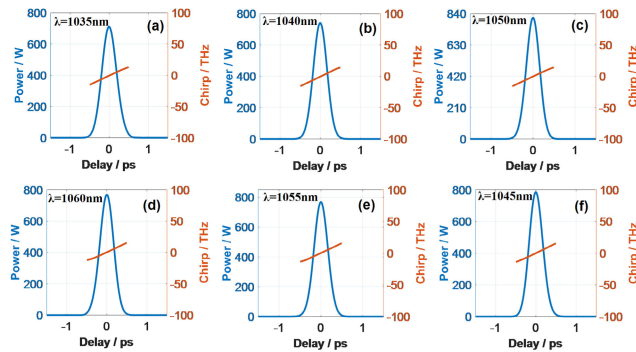 λ=1035nm
(a)
800
600
400
200
0
Power / W
100
50
0
-50
-100
Chirp / THz
-1 0 1
Delay / ps
λ=1040nm
(b)
800
600
400
200
0
Power / W
100
50
0
-50
-100
Chirp / THz
-1 0 1
Delay / ps
λ=1050nm
(c)
840
630
420
210
0
Power / W
100
50
0
-50
-100
Chirp / THz
-1 0 1
Delay / ps
λ=1060nm
(d)
800
600
400
200
0
Power / W
100
50
0
-50
-100
Chirp / THz
-1 0 1
Delay / ps
λ=1055nm
(e)
800
600
400
200
0
Power / W
100
50
0
-50
-100
Chirp / THz
-1 0 1
Delay / ps
λ=1045nm
(f)
800
600
400
200
0
Power / W
100
50
0
-50
-100
Chirp / THz
-1 0 1
Delay / ps